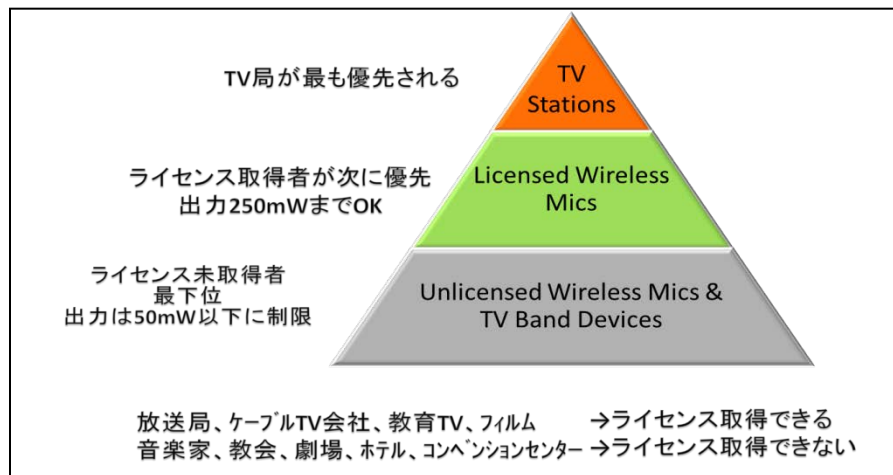 TV局が最も優先される
TV
Stations
ライセンス取得者が次に優先
出力250mWまでOK
Licensed Wireless
Mics
ライセンス未取得者
最下位
出力は50mW以下に制限
Unlicensed Wireless Mics &
TV Band Devices
放送局、ケーブルTV会社、教育TV、フィルム →ライセンス取得できる
音楽家、教会、劇場、ホテル、コンベンションセンター →ライセンス取得できない